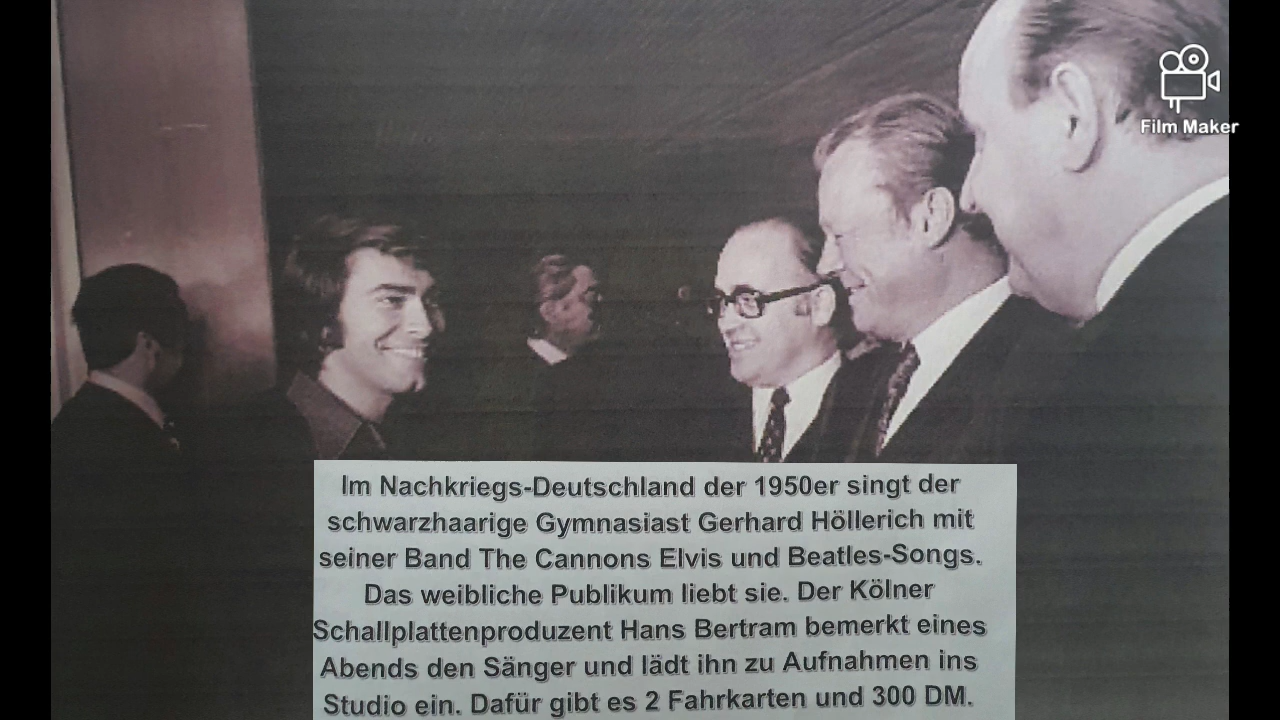 Film Maker
Im Nachkriegs-Deutschland der 1950er singt der
schwarzhaarige Gymnasiast Gerhard Höllerich mit
seiner Band The Cannons Elvis und Beatles-Songs.
Das weibliche Publikum liebt sie. Der Kölner
Schallplattenproduzent Hans Bertram bemerkt eines
Abends den Sänger und lädt ihn zu Aufnahmen ins
Studio ein. Dafür gibt es 2 Fahrkarten und 300 DM.